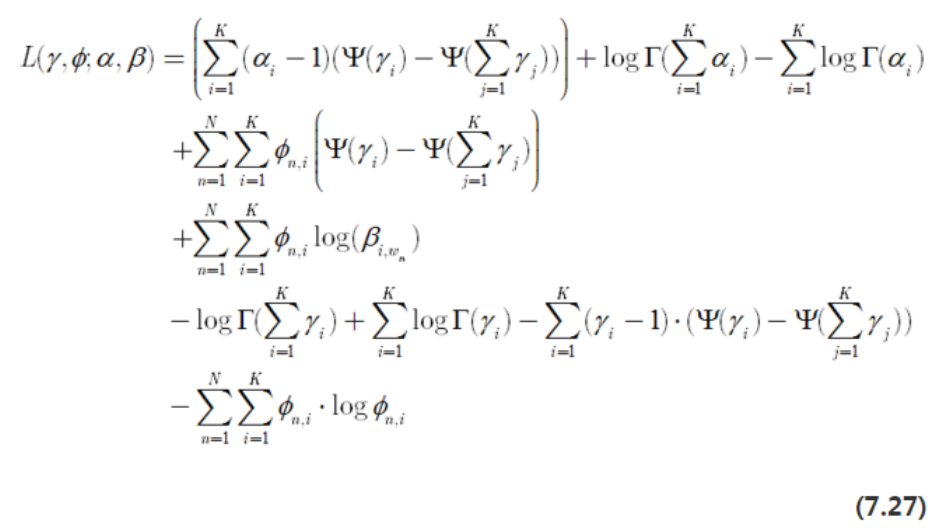 L(γ, ϕ; α, β) = (∑_{i=1}^{K} (α_i − 1)(Ψ(γ_i) − Ψ(∑_{j=1}^{K} γ_j))) + log Γ(∑_{i=1}^{K} α_i) − ∑_{i=1}^{K} log Γ(α_i)
+ ∑_{n=1}^{N} ∑_{i=1}^{K} ϕ_{n,i} (Ψ(γ_i) − Ψ(∑_{j=1}^{K} γ_j))
+ ∑_{n=1}^{N} ∑_{i=1}^{K} ϕ_{n,i} log(β_{i,w_n})
− log Γ(∑_{i=1}^{K} γ_i) + ∑_{i=1}^{K} log Γ(γ_i) − ∑_{i=1}^{K} (γ_i − 1) · (Ψ(γ_i) − Ψ(∑_{j=1}^{K} γ_j))
− ∑_{n=1}^{N} ∑_{i=1}^{K} ϕ_{n,i} · log ϕ_{n,i}
(7.27)